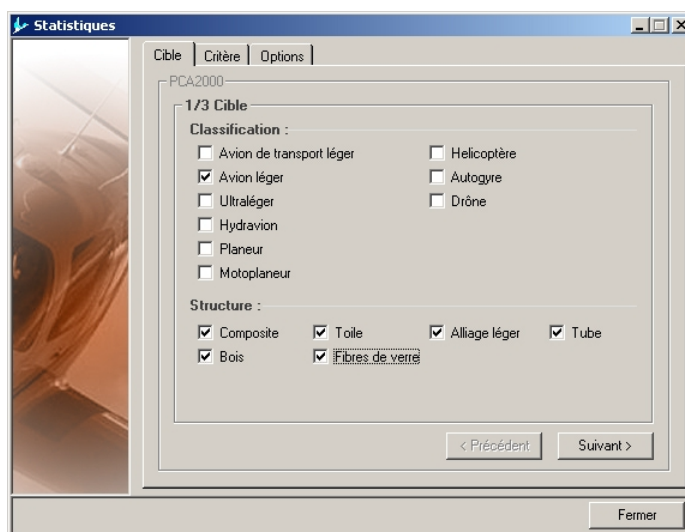 Statistiques
Cible Critère Options
PCA2000
1/3 Cible
Classification :
Avion de transport léger Helicoptère
Avion léger Autogyre
Ultraléger Drône
Hydravion
Planeur
Motoplaneur
Structure :
Composite Toile Alliage léger Tube
Bois Fibres de verre
< Précédent Suivant >
Fermer